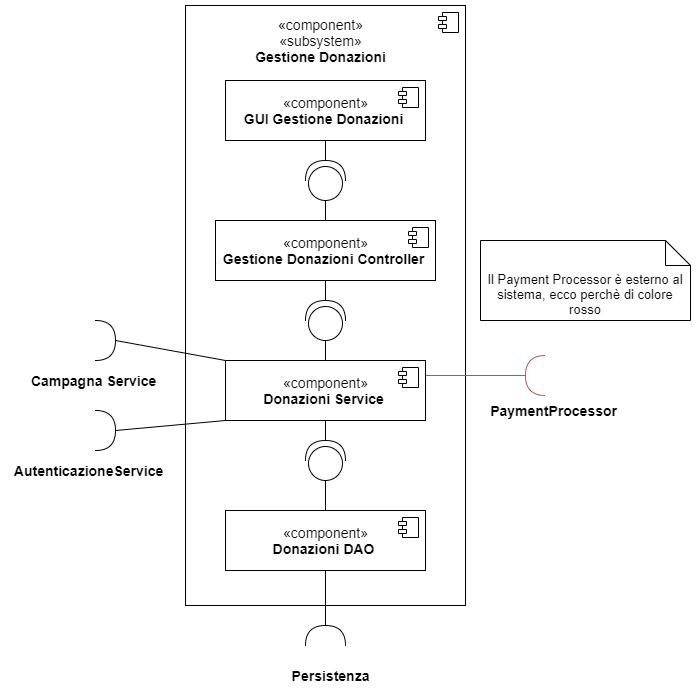 «component»
«subsystem»
Gestione Donazioni
«component»
GUI Gestione Donazioni
«component»
Gestione Donazioni Controller
Il Payment Processor è esterno al
sistema, ecco perchè di colore
rosso
Campagna Service
«component»
Donazioni Service
PaymentProcessor
AutenticazioneService
«component»
Donazioni DAO
Persistenza